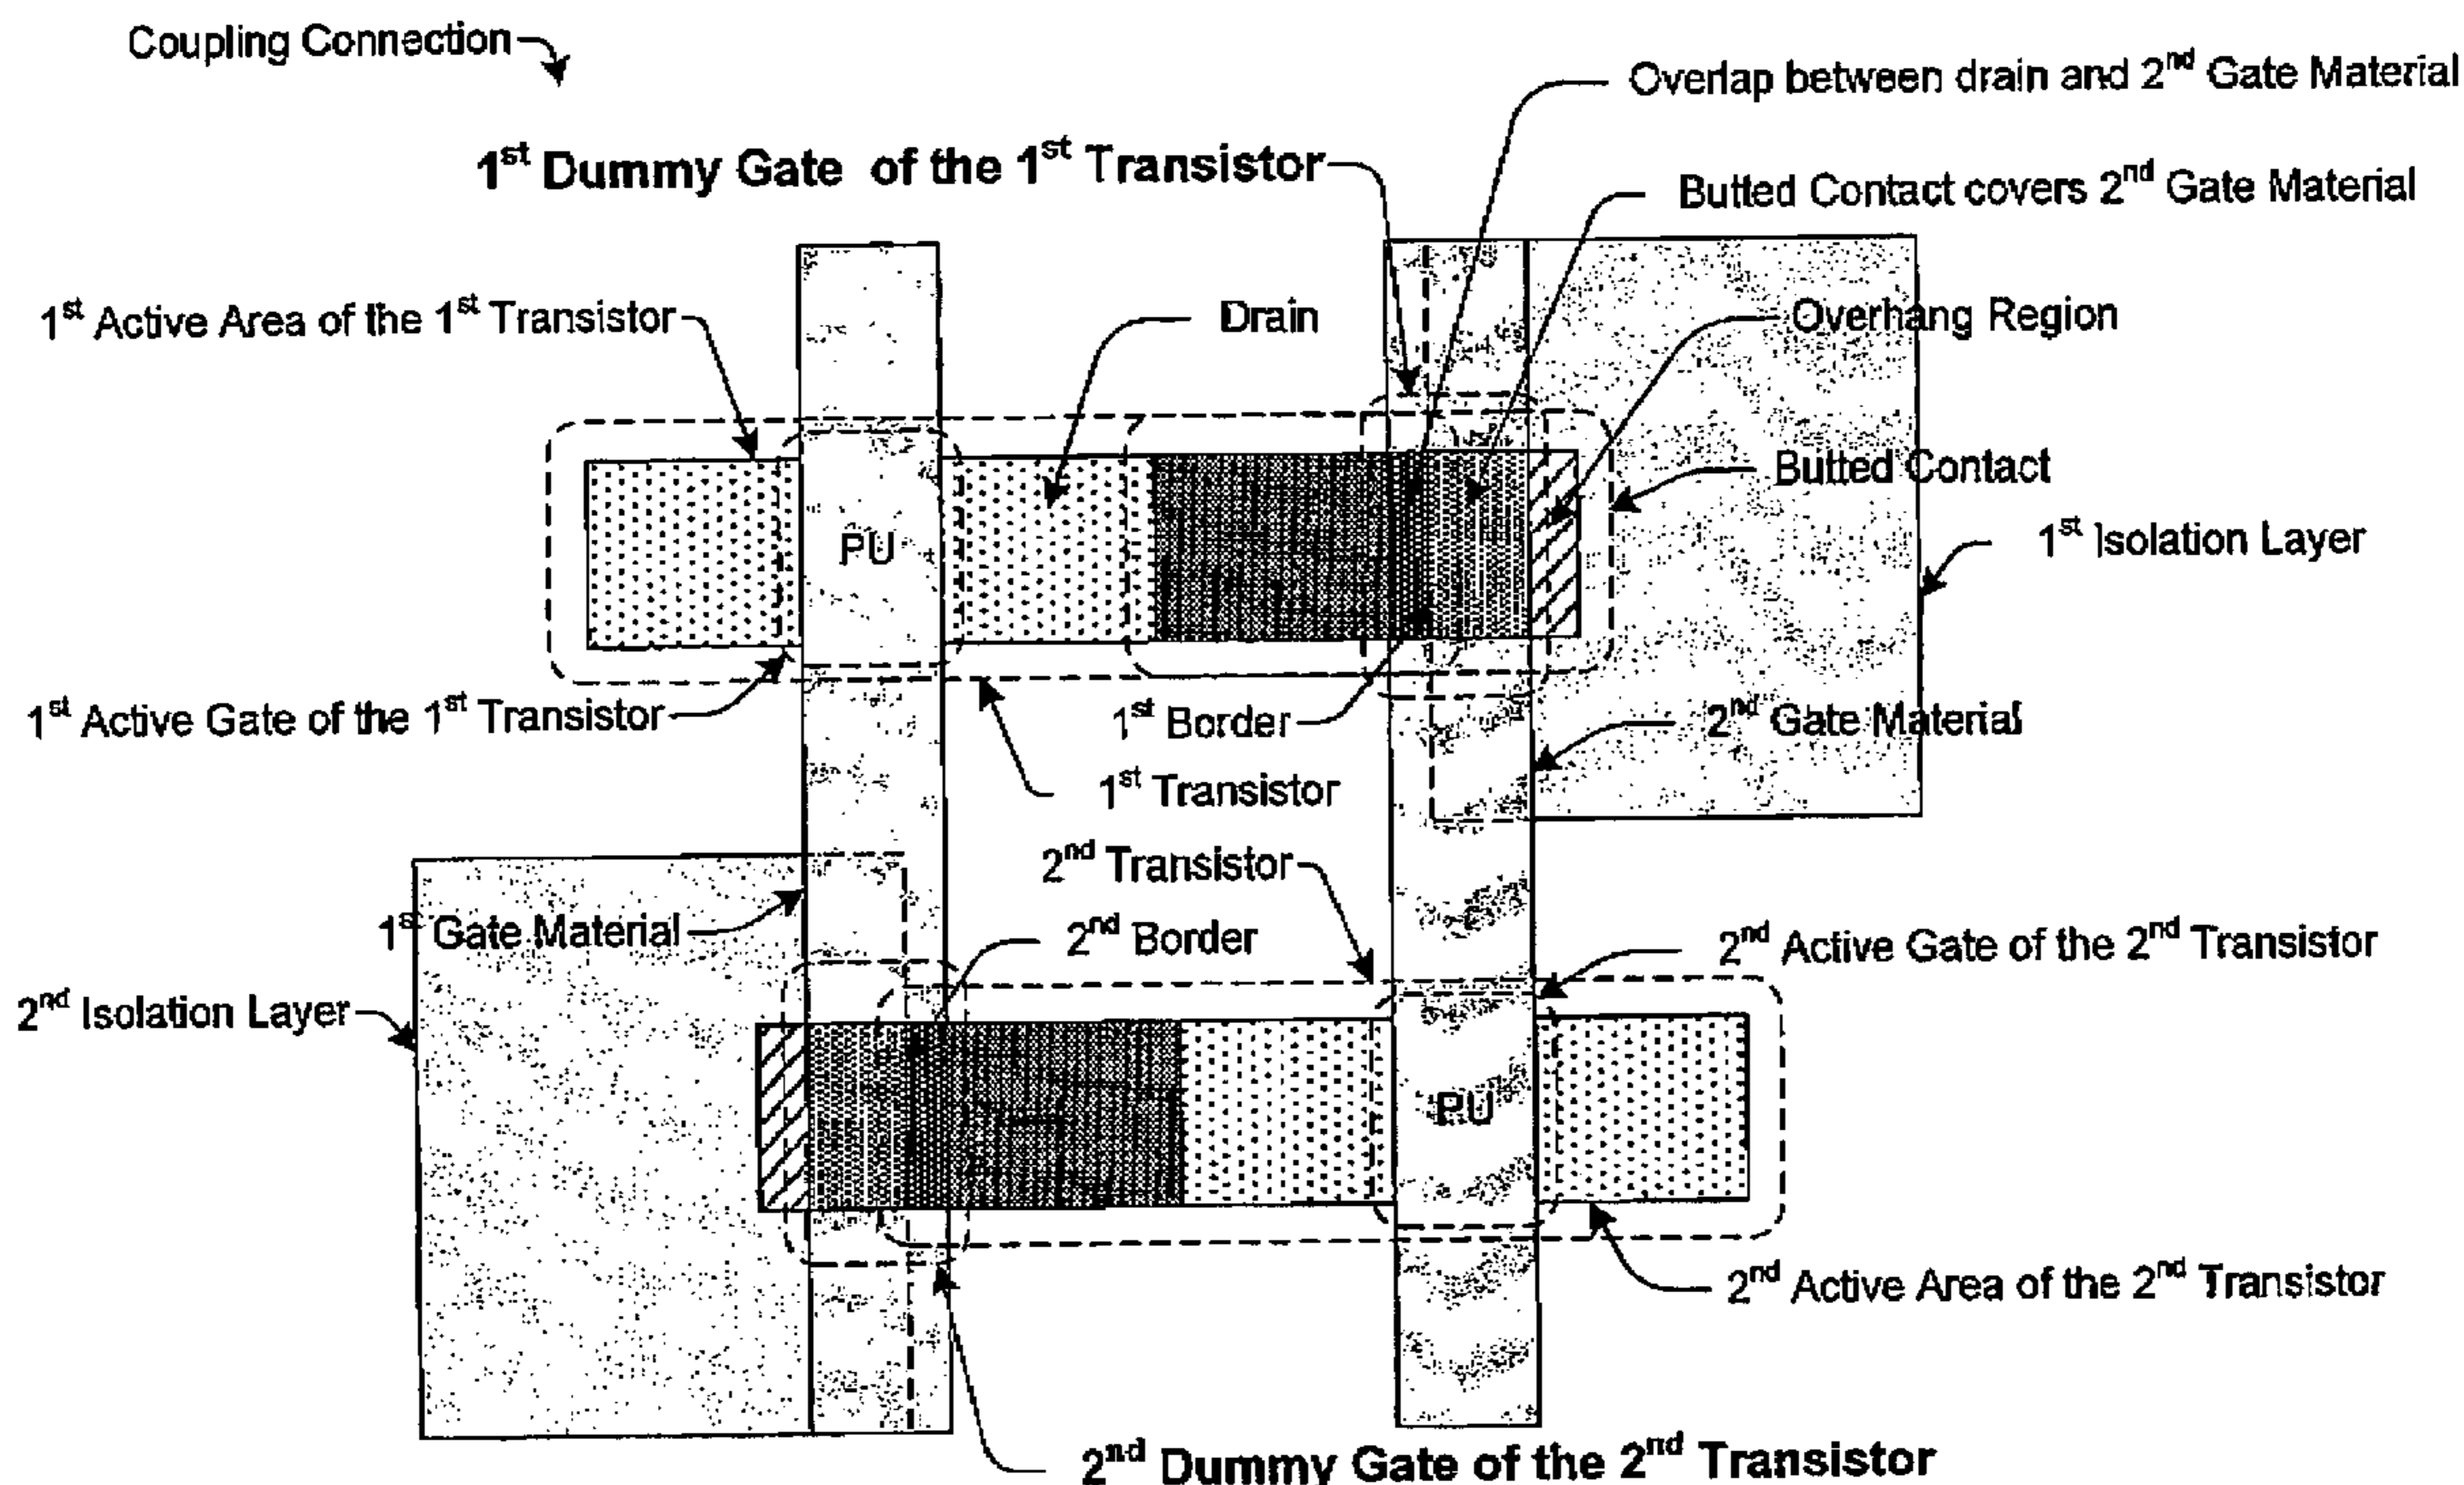 Coupling Connection
Overlap between drain and 2nd Gate Material
1st Dummy Gate of the 1st Transistor
Butted Contact covers 2nd Gate Material
1st Active Area of the 1st Transistor
Drain
Overhang Region
Butted Contact
PU
1st Isolation Layer
1st Active Gate of the 1st Transistor
1st Border
2nd Gate Material
1st Transistor
2nd Transistor
1st Gate Material
2nd Border
2nd Active Gate of the 2nd Transistor
2nd Isolation Layer
PU
2nd Active Area of the 2nd Transistor
2nd Dummy Gate of the 2nd Transistor